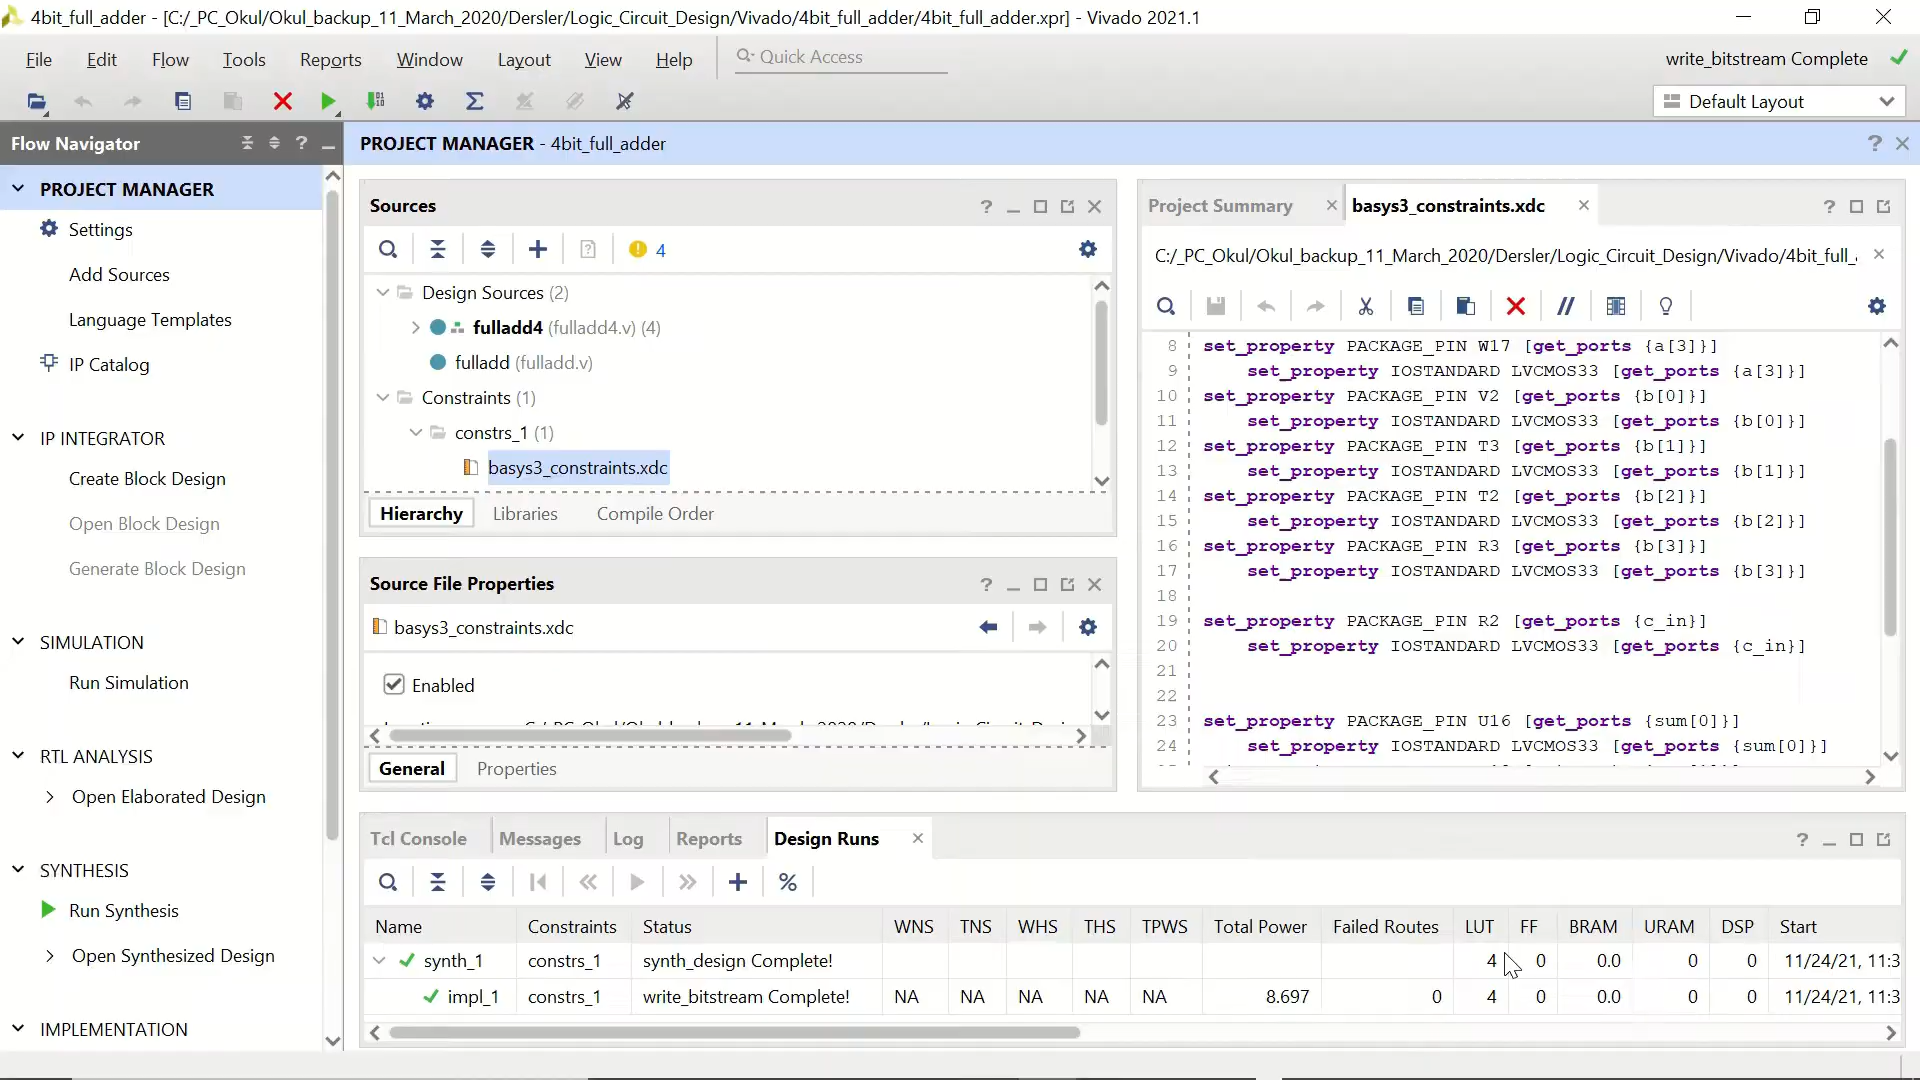 4bit_full_adder - [C:/_PC_Okul/Okul_backup_11_March_2020/Dersler/Logic_Circuit_Design/Vivado/4bit_full_adder/4bit_full_adder.xpr] - Vivado 2021.1
File Edit Flow Tools Reports Window Layout View Help Quick Access
write_bitstream Complete
Default Layout
Flow Navigator
PROJECT MANAGER - 4bit_full_adder
PROJECT MANAGER
Settings
Add Sources
Language Templates
IP Catalog
IP INTEGRATOR
Create Block Design
Open Block Design
Generate Block Design
SIMULATION
Run Simulation
RTL ANALYSIS
Open Elaborated Design
SYNTHESIS
Run Synthesis
Open Synthesized Design
IMPLEMENTATION
Sources
4
Design Sources (2)
fulladd4 (fulladd4.v) (4)
fulladd (fulladd.v)
Constraints (1)
constrs_1 (1)
basys3_constraints.xdc
Hierarchy Libraries Compile Order
Source File Properties
basys3_constraints.xdc
Enabled
General Properties
Project Summary basys3_constraints.xdc
C:/_PC_Okul/Okul_backup_11_March_2020/Dersler/Logic_Circuit_Design/Vivado/4bit_full_
8 set_property PACKAGE_PIN W17 [get_ports {a[3]}]
9 set_property IOSTANDARD LVCMOS33 [get_ports {a[3]}]
10 set_property PACKAGE_PIN V2 [get_ports {b[0]}]
11 set_property IOSTANDARD LVCMOS33 [get_ports {b[0]}]
12 set_property PACKAGE_PIN T3 [get_ports {b[1]}]
13 set_property IOSTANDARD LVCMOS33 [get_ports {b[1]}]
14 set_property PACKAGE_PIN T2 [get_ports {b[2]}]
15 set_property IOSTANDARD LVCMOS33 [get_ports {b[2]}]
16 set_property PACKAGE_PIN R3 [get_ports {b[3]}]
17 set_property IOSTANDARD LVCMOS33 [get_ports {b[3]}]
18
19 set_property PACKAGE_PIN R2 [get_ports {c_in}]
20 set_property IOSTANDARD LVCMOS33 [get_ports {c_in}]
21
22
23 set_property PACKAGE_PIN U16 [get_ports {sum[0]}]
24 set_property IOSTANDARD LVCMOS33 [get_ports {sum[0]}]
Tcl Console Messages Log Reports Design Runs
Name Constraints Status WNS TNS WHS THS TPWS Total Power Failed Routes LUT FF BRAM URAM DSP Start
synth_1 constrs_1 synth_design Complete! 4 0 0.0 0 0 11/24/21, 11:3
impl_1 constrs_1 write_bitstream Complete! NA NA NA NA NA 8.697 0 4 0 0.0 0 0 11/24/21, 11:3